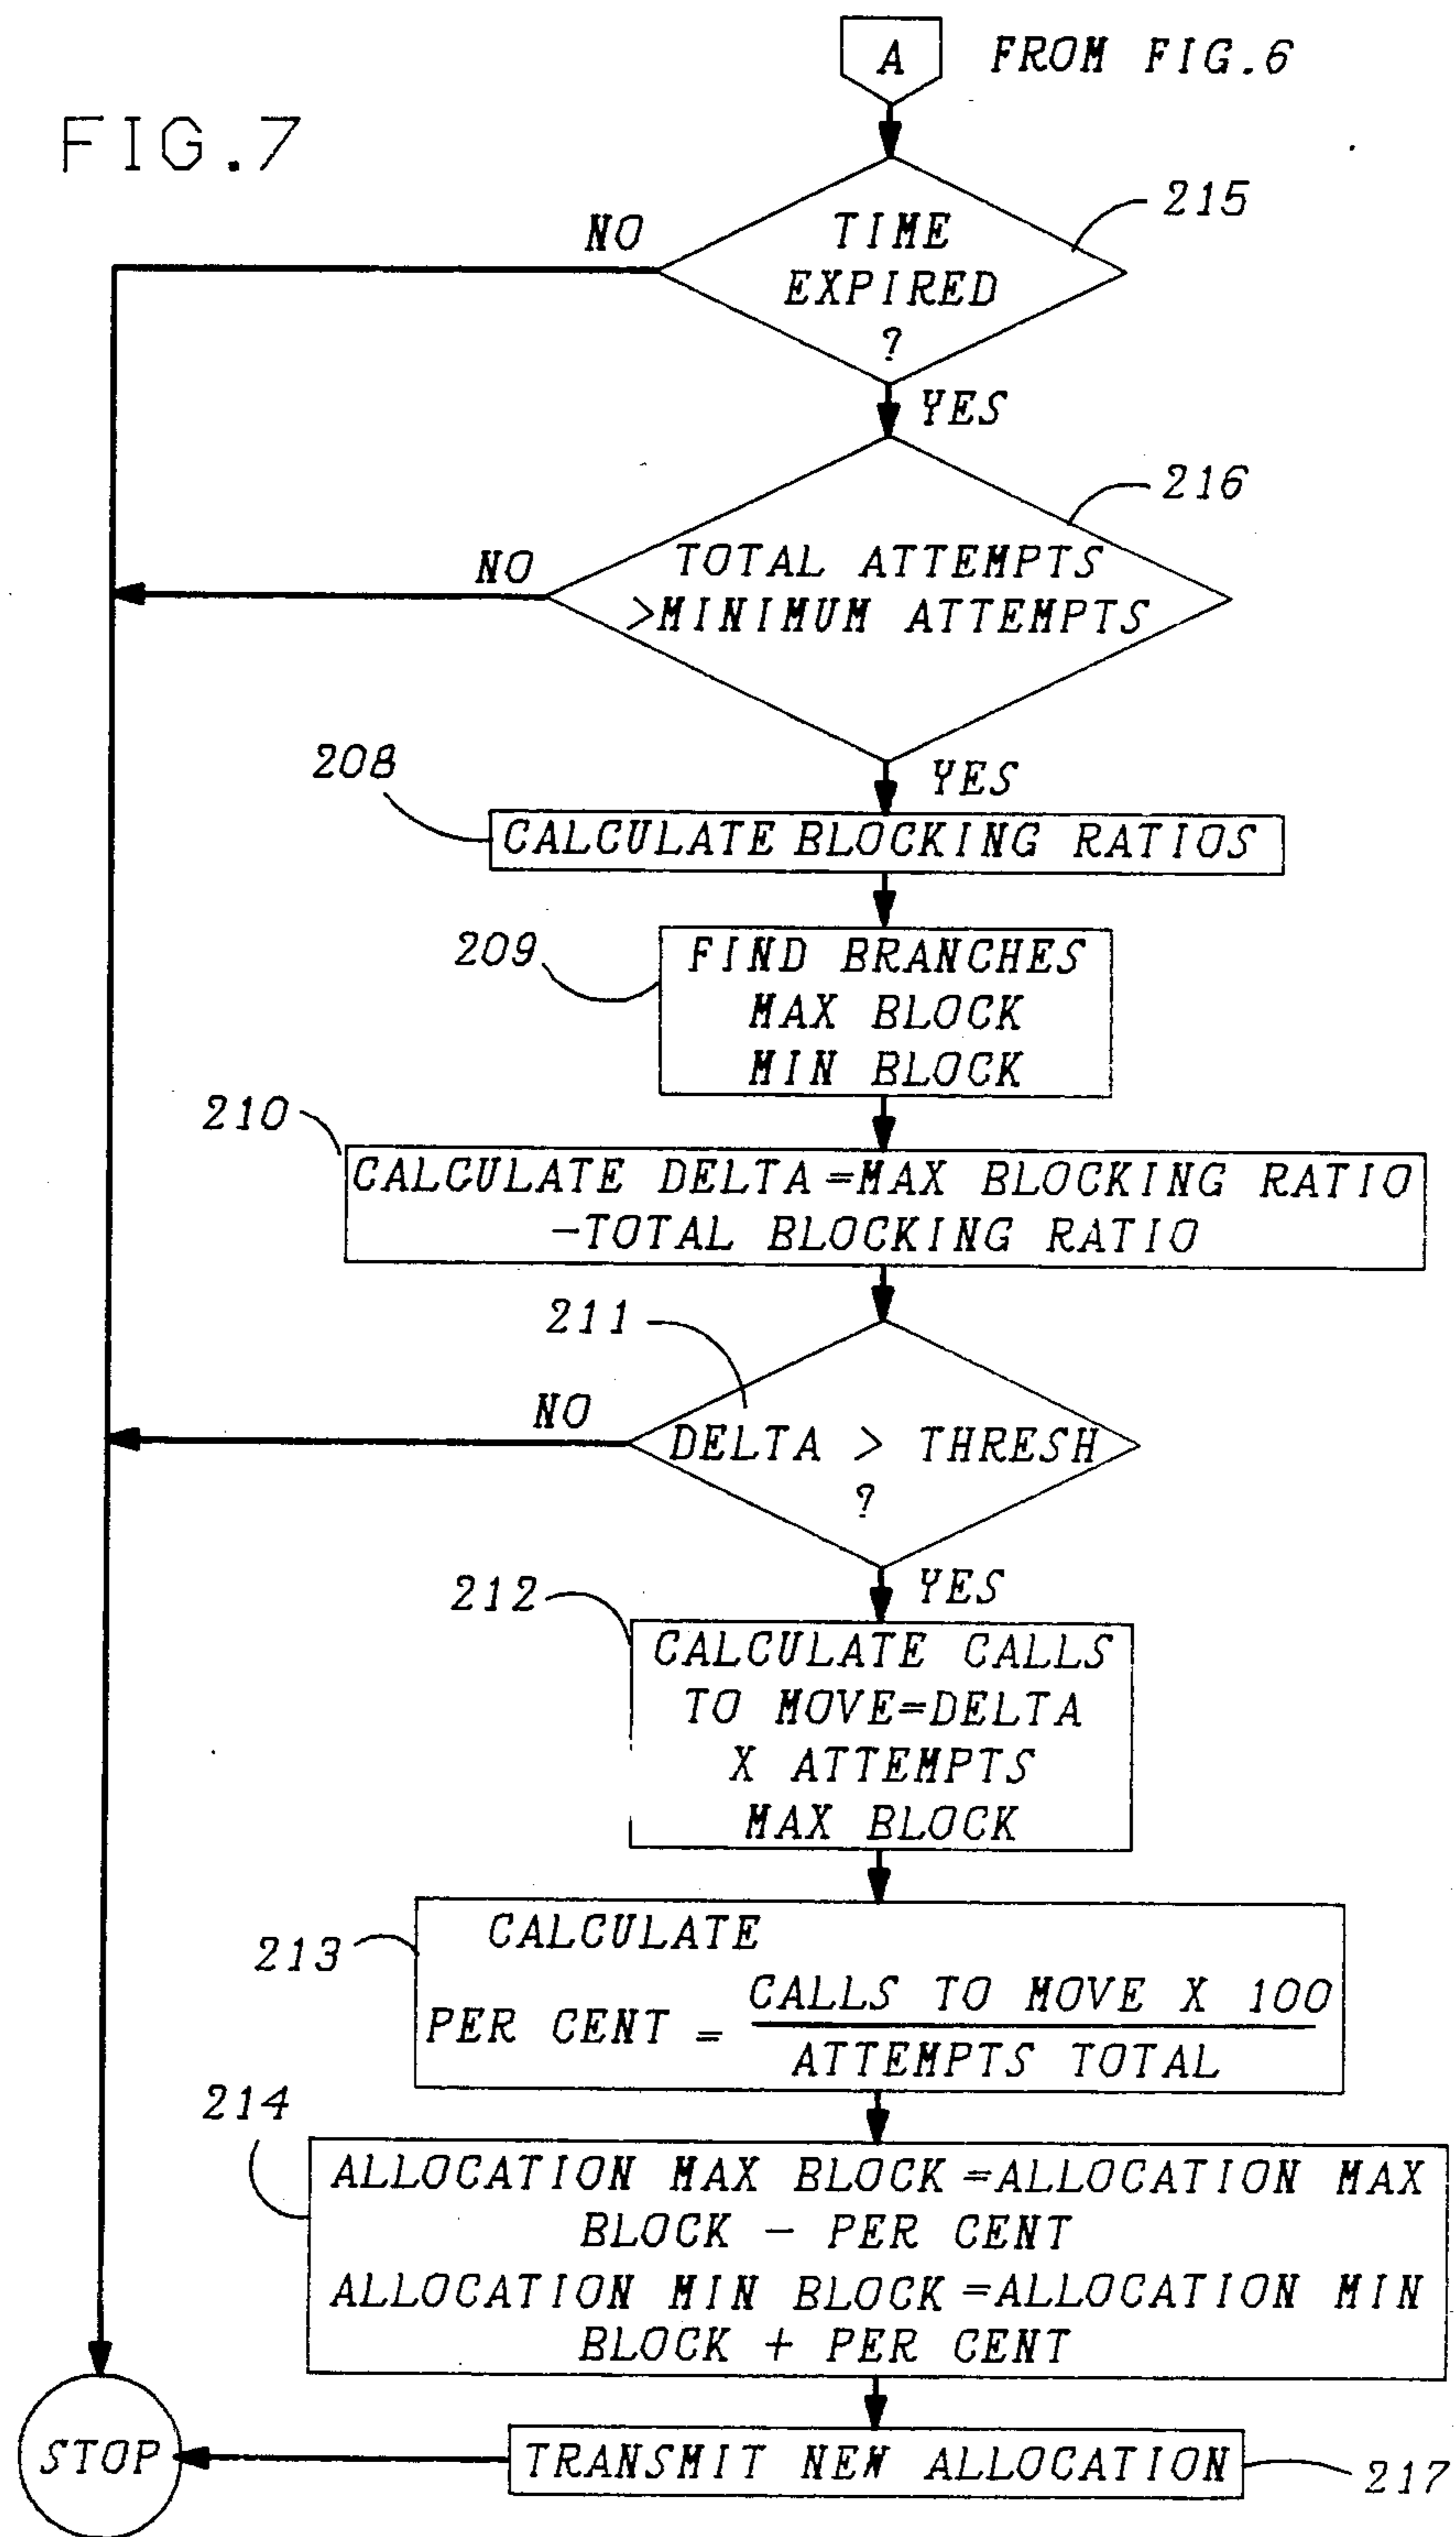 A FROM FIG.6
FIG.7
215
TIME
EXPIRED
?
NO
YES
216
TOTAL ATTEMPTS
>MINIMUM ATTEMPTS
NO
YES
208
CALCULATE BLOCKING RATIOS
209
FIND BRANCHES
MAX BLOCK
MIN BLOCK
210
CALCULATE DELTA=MAX BLOCKING RATIO
-TOTAL BLOCKING RATIO
211
NO
DELTA > THRESH
?
YES
212
CALCULATE CALLS
TO MOVE=DELTA
X ATTEMPTS
MAX BLOCK
213
CALCULATE
PER CENT = CALLS TO MOVE X 100
ATTEMPTS TOTAL
214
ALLOCATION MAX BLOCK=ALLOCATION MAX
BLOCK - PER CENT
ALLOCATION MIN BLOCK=ALLOCATION MIN
BLOCK + PER CENT
STOP
TRANSMIT NEW ALLOCATION
217